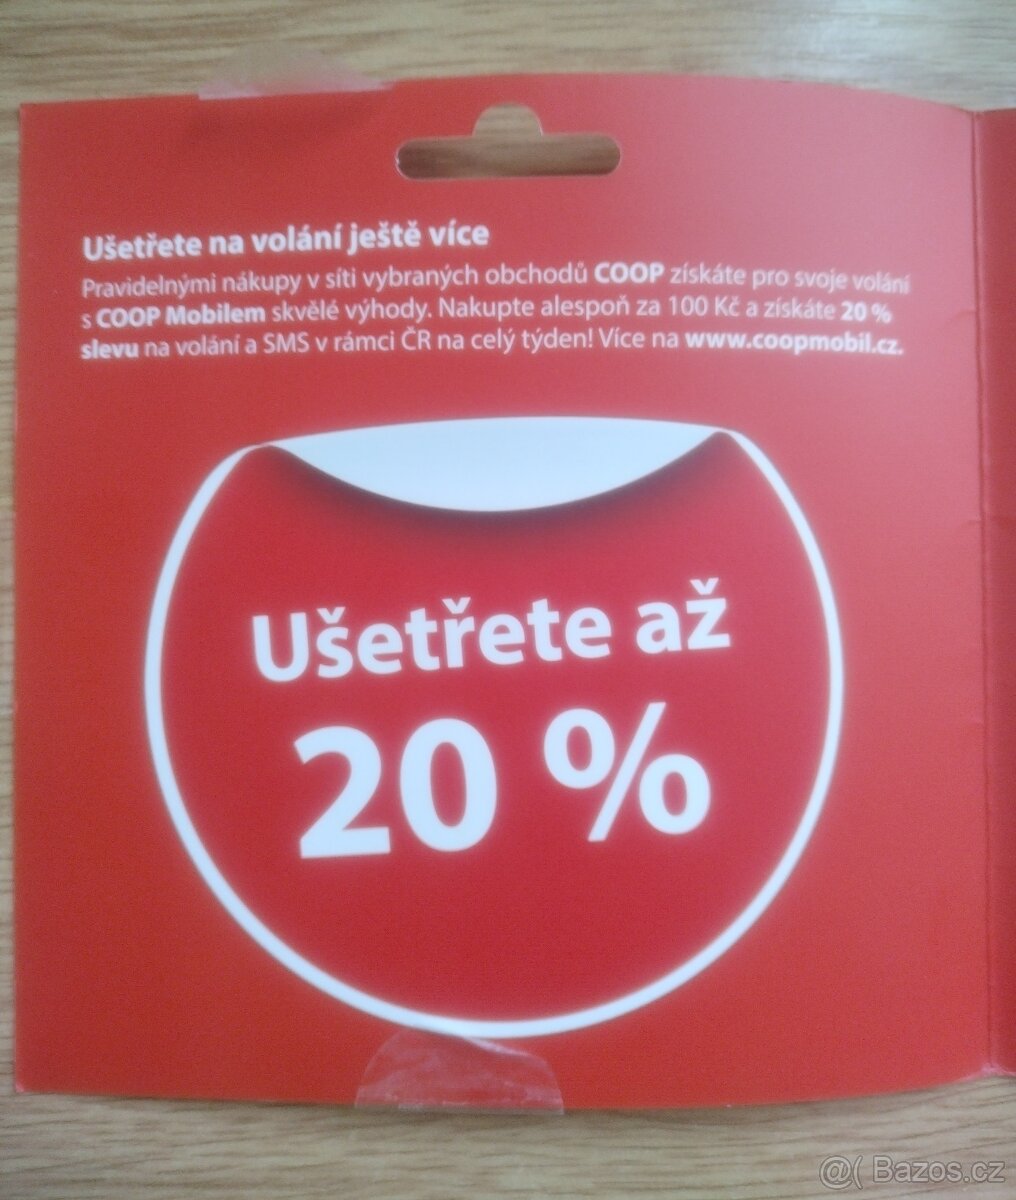 Ušetřete na volání ještě více
Pravidelnými nákupy v síti vybraných obchodů COOP získáte pro svoje volání
s COOP Mobilem skvělé výhody. Nakupte alespoň za 100 Kč a získáte 20 %
slevu na volání a SMS v rámci ČR na celý týden! Více na www.coopmobil.cz.
Ušetřete až
20 %
@( Bazos.cz